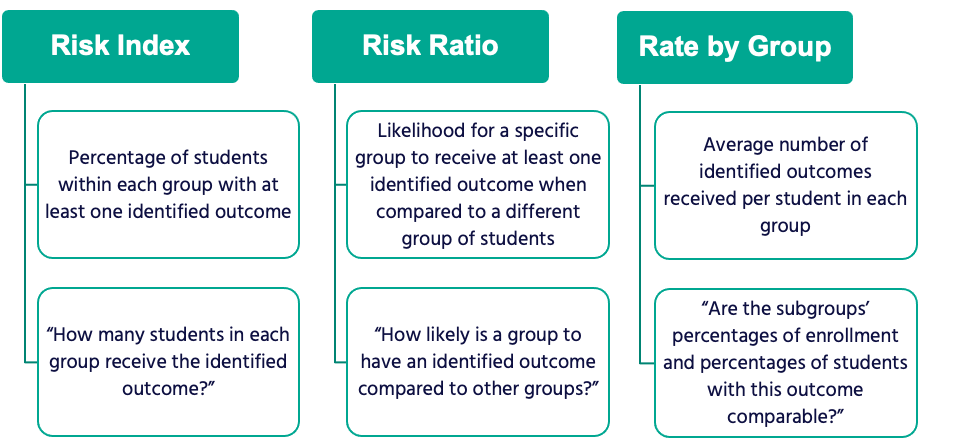 Risk Index
Percentage of students
within each group with at
least one identified outcome
“How many students in each
group receive the identified
outcome?”
Risk Ratio
Likelihood for a specific
group to receive at least one
identified outcome when
compared to a different
group of students
“How likely is a group to
have an identified outcome
compared to other groups?”
Rate by Group
Average number of
identified outcomes
received per student in each
group
“Are the subgroups’
percentages of enrollment
and percentages of students
with this outcome
comparable?”